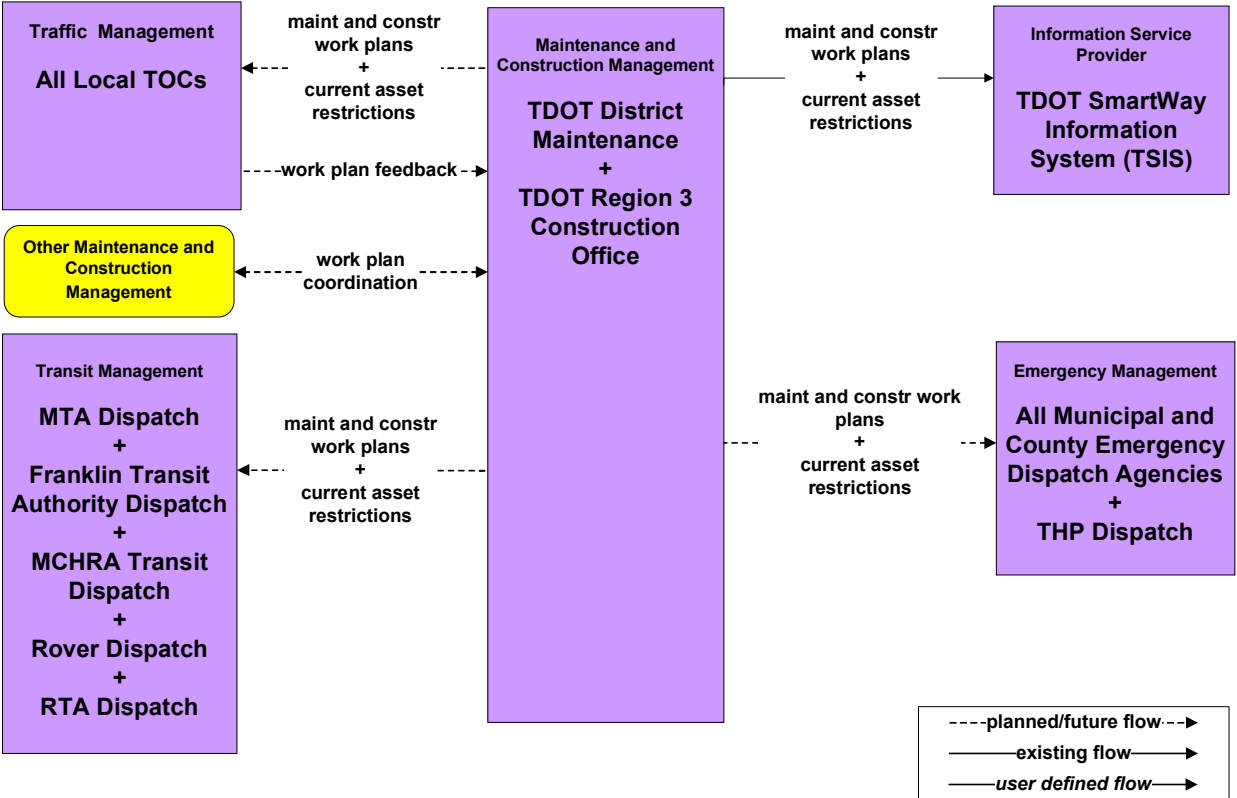 Traffic Management
All Local TOCs
maint and constr
work plans
+
current asset
restrictions
work plan feedback
Other Maintenance and
Construction
Management
work plan
coordination
Transit Management
MTA Dispatch
+
Franklin Transit
Authority Dispatch
+
MCHRA Transit
Dispatch
+
Rover Dispatch
+
RTA Dispatch
maint and constr
work plans
+
current asset
restrictions
Maintenance and
Construction Management
TDOT District
Maintenance
+
TDOT Region 3
Construction
Office
maint and constr
work plans
+
current asset
restrictions
Information Service
Provider
TDOT SmartWay
Information
System (TSIS)
maint and constr work
plans
+
current asset
restrictions
Emergency Management
All Municipal and
County Emergency
Dispatch Agencies
+
THP Dispatch
planned/future flow
existing flow
user defined flow